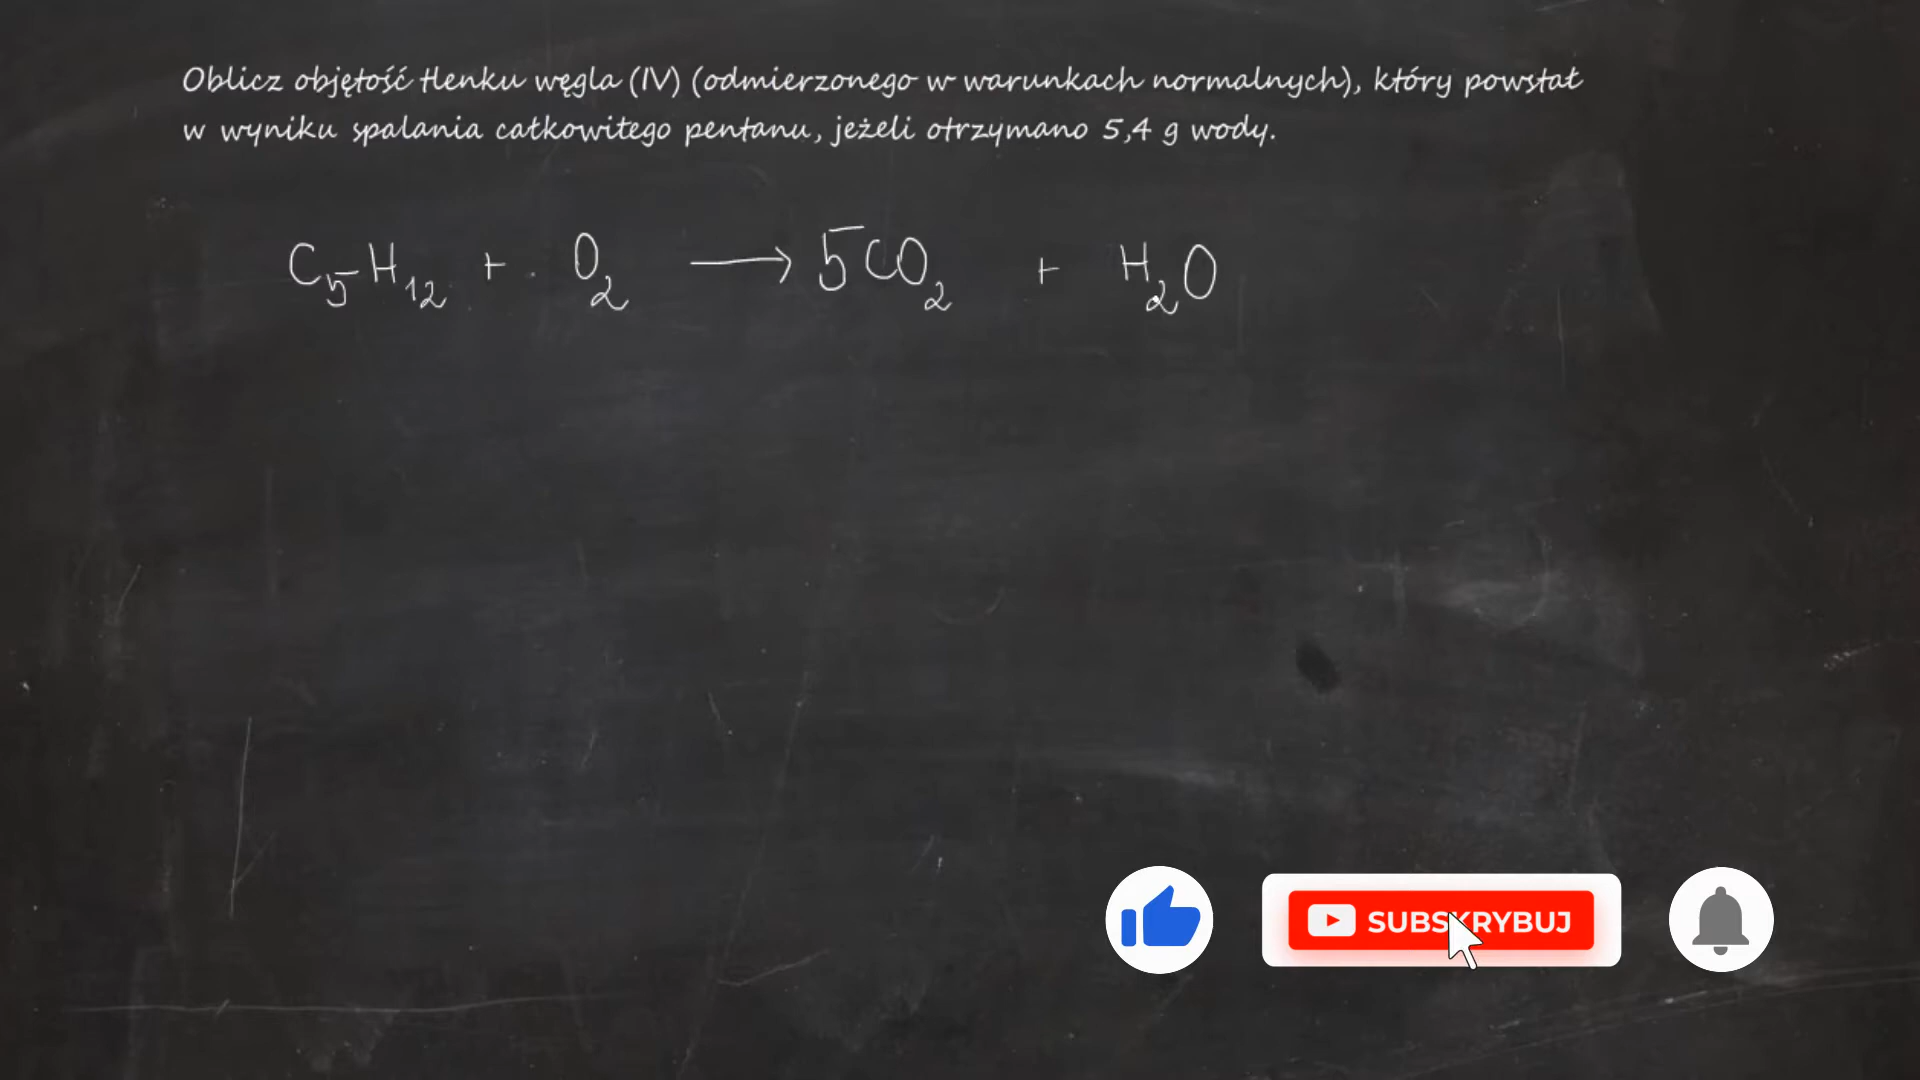 Oblicz objętość tlenku węgla (IV) (odmierzonego w warunkach normalnych), który powstał
w wyniku spalania całkowitego pentanu, jeżeli otrzymano 5,4 g wody.
C₅H₁₂ + O₂ → 5CO₂ + H₂O
SUBSKRYBUJ